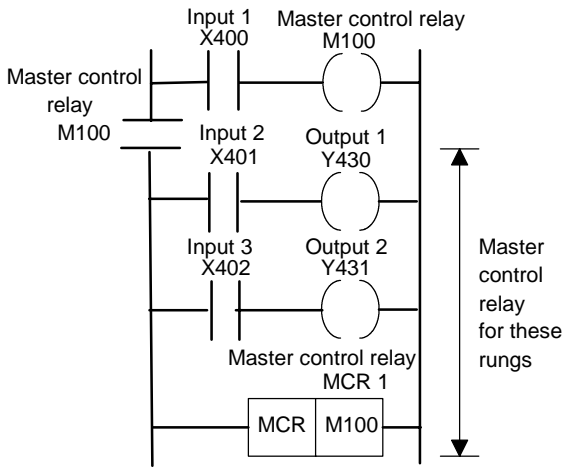 Input 1
X400
Master control relay
M100
Master control
relay
M100
Input 2
X401
Output 1
Y430
Input 3
X402
Output 2
Y431
Master
control
relay
for these
rungs
Master control relay
MCR 1
MCR
M100